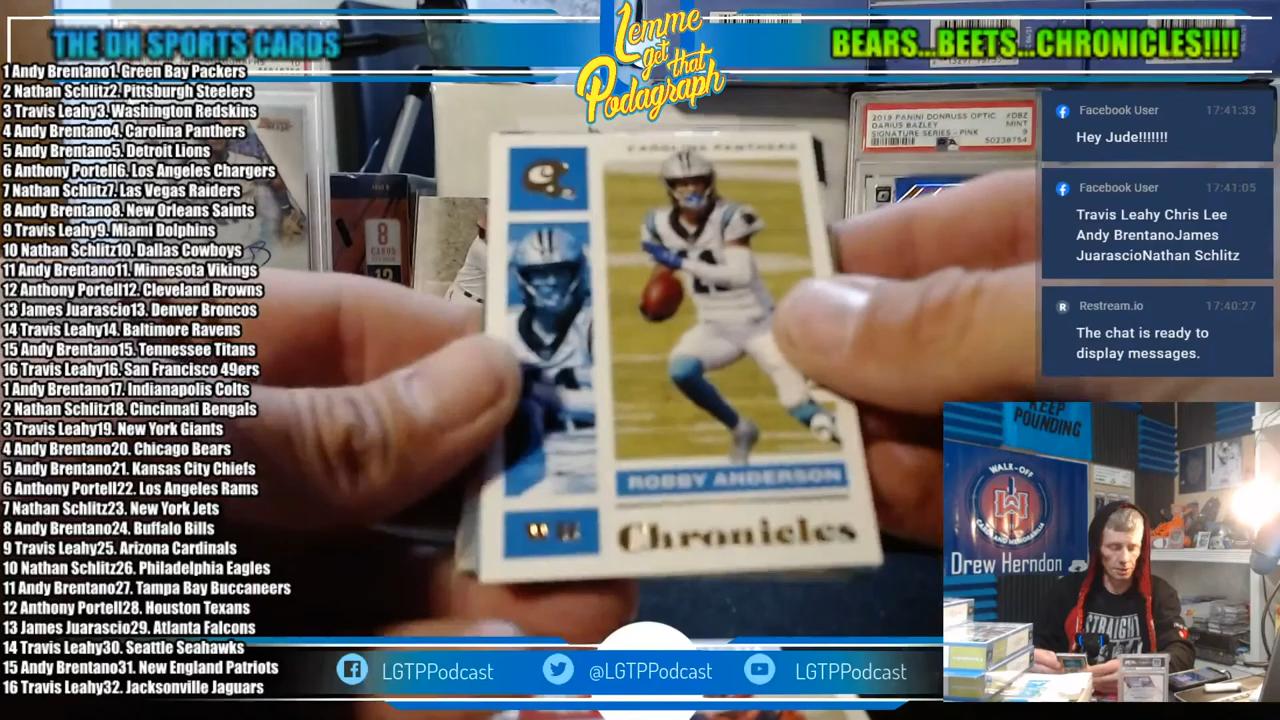 THE OH SPORTS CARDS
Lemme
get
that
Podagraph
BEARS...BEETS...CHRONICLES!!!!
1 Andy Brentano1. Green Bay Packers
2 Nathan Schlitz2. Pittsburgh Steelers
3 Travis Leahy3. Washington Redskins
4 Andy Brentano4. Carolina Panthers
5 Andy Brentano5. Detroit Lions
6 Anthony Portell6. Los Angeles Chargers
7 Nathan Schlitz7. Las Vegas Raiders
8 Andy Brentano8. New Orleans Saints
9 Travis Leahy9. Miami Dolphins
10 Nathan Schlitz10. Dallas Cowboys
11 Andy Brentano11. Minnesota Vikings
12 Anthony Portell12. Cleveland Browns
13 James Juarascio13. Denver Broncos
14 Travis Leahy14. Baltimore Ravens
15 Andy Brentano15. Tennessee Titans
16 Travis Leahy16. San Francisco 49ers
1 Andy Brentano17. Indianapolis Colts
2 Nathan Schlitz18. Cincinnati Bengals
3 Travis Leahy19. New York Giants
4 Andy Brentano20. Chicago Bears
5 Andy Brentano21. Kansas City Chiefs
6 Anthony Portell22. Los Angeles Rams
7 Nathan Schlitz23. New York Jets
8 Andy Brentano24. Buffalo Bills
9 Travis Leahy25. Arizona Cardinals
10 Nathan Schlitz26. Philadelphia Eagles
11 Andy Brentano27. Tampa Bay Buccaneers
12 Anthony Portell28. Houston Texans
13 James Juarascio29. Atlanta Falcons
14 Travis Leahy30. Seattle Seahawks
15 Andy Brentano31. New England Patriots
16 Travis Leahy32. Jacksonville Jaguars
8
CARDS
CAROLINA PANTHERS
ROBBY ANDERSON
WR
Chronicles
2019 PANINI DONRUSS OPTIC #DBZ
DARIUS BAZLEY MINT
SIGNATURE SERIES - PINK 9
50238754
Facebook User 17:41:33
Hey Jude!!!!!!!
Facebook User 17:41:05
Travis Leahy Chris Lee
Andy BrentanoJames
JuarascioNathan Schlitz
Restream.io 17:40:27
The chat is ready to
display messages.
KEEP
POUNDING
WALK-OFF
Drew Herndon
STRAIGHT
LGTPPodcast
@LGTPPodcast
LGTPPodcast